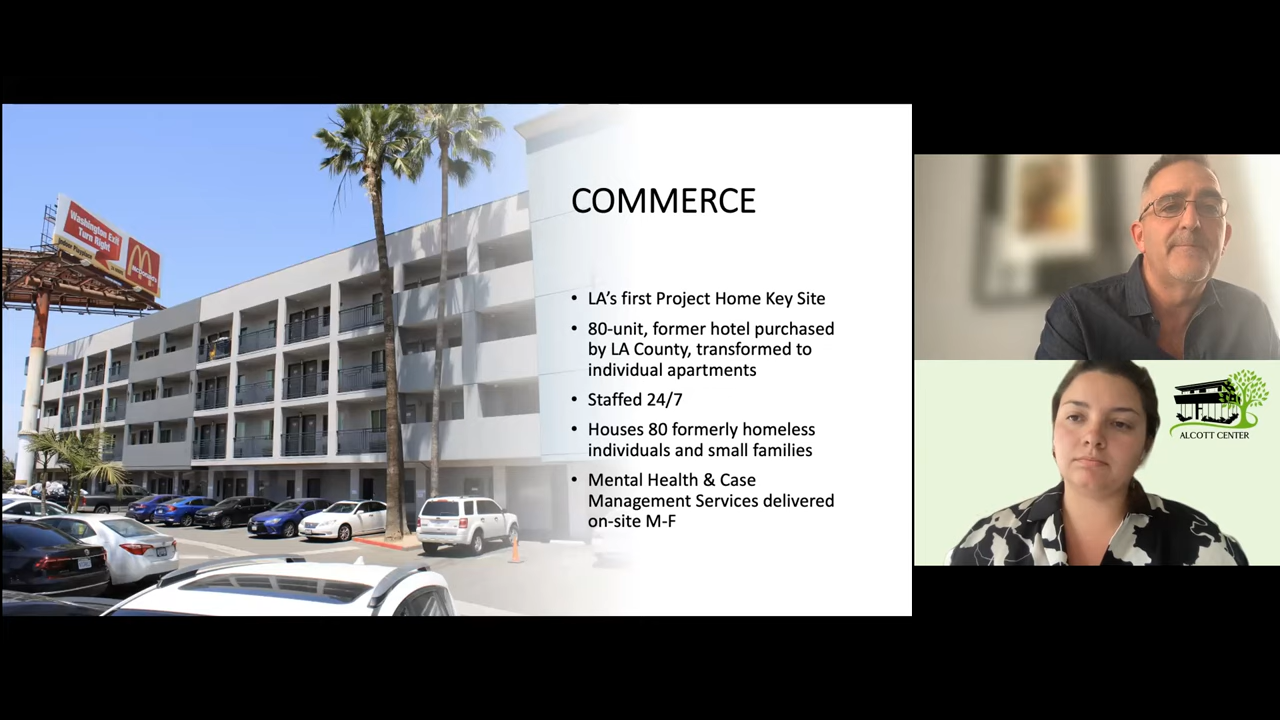 COMMERCE
• LA’s first Project Home Key Site
• 80-unit, former hotel purchased
by LA County, transformed to
individual apartments
• Staffed 24/7
• Houses 80 formerly homeless
individuals and small families
• Mental Health & Case
Management Services delivered
on-site M-F
Washington Exit
Turn Right
McDonald's
ALCOTT CENTER